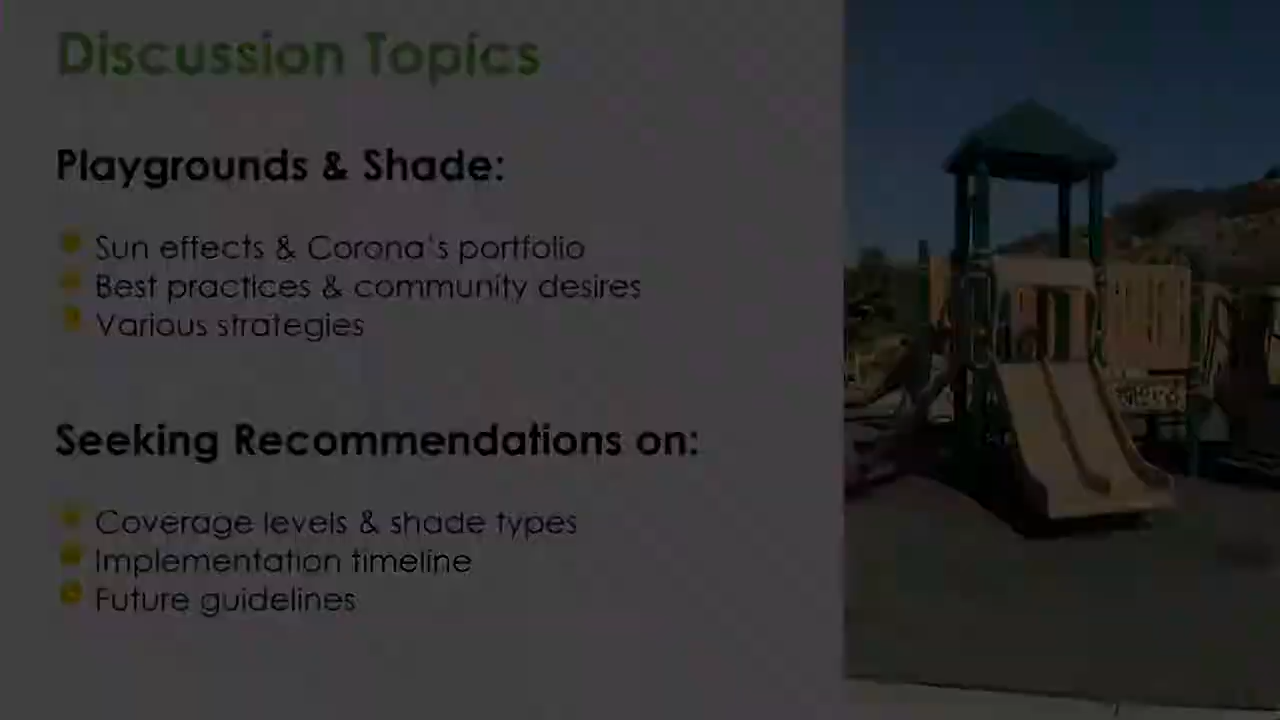 Discussion Topics
Playgrounds & Shade:
Sun effects & Corona's portfolio
Best practices & community desires
Various strategies
Seeking Recommendations on:
Coverage levels & shade types
Implementation timeline
Future guidelines